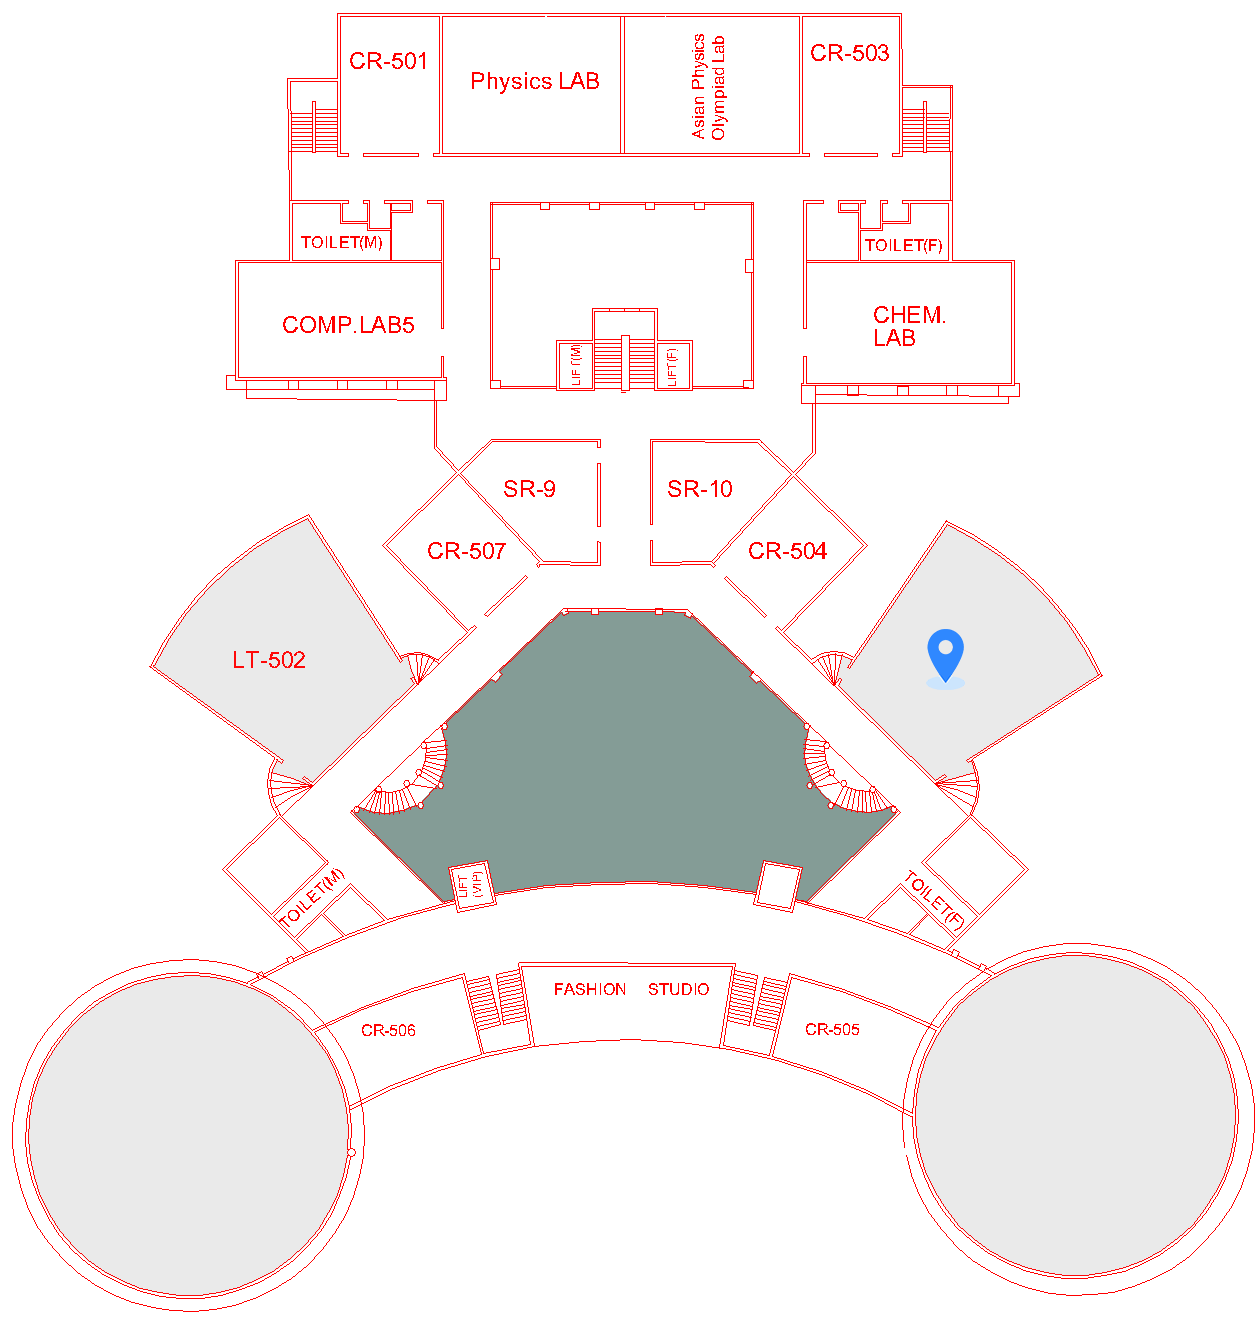 CR-501
Physics LAB
Asian Physics
Olympiad Lab
CR-503
TOILET(M)
TOILET(F)
COMP.LAB5
CHEM.
LAB
LIFT(M)
LIFT(F)
SR-9
SR-10
CR-507
CR-504
LT-502
LIFT
(VIP)
TOILET(M)
TOILET(F)
FASHION STUDIO
CR-506
CR-505